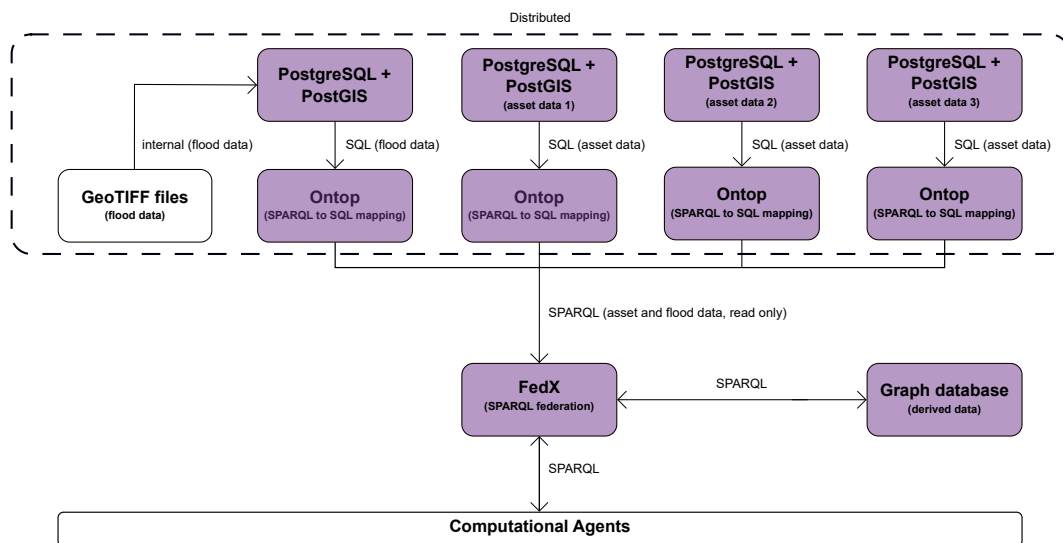 Distributed
PostgreSQL +
PostGIS
PostgreSQL +
PostGIS
(asset data 1)
PostgreSQL +
PostGIS
(asset data 2)
PostgreSQL +
PostGIS
(asset data 3)
internal (flood data)
SQL (flood data)
SQL (asset data)
SQL (asset data)
SQL (asset data)
GeoTIFF files
(flood data)
Ontop
(SPARQL to SQL mapping)
Ontop
(SPARQL to SQL mapping)
Ontop
(SPARQL to SQL mapping)
Ontop
(SPARQL to SQL mapping)
SPARQL (asset and flood data, read only)
FedX
(SPARQL federation)
SPARQL
Graph database
(derived data)
SPARQL
Computational Agents